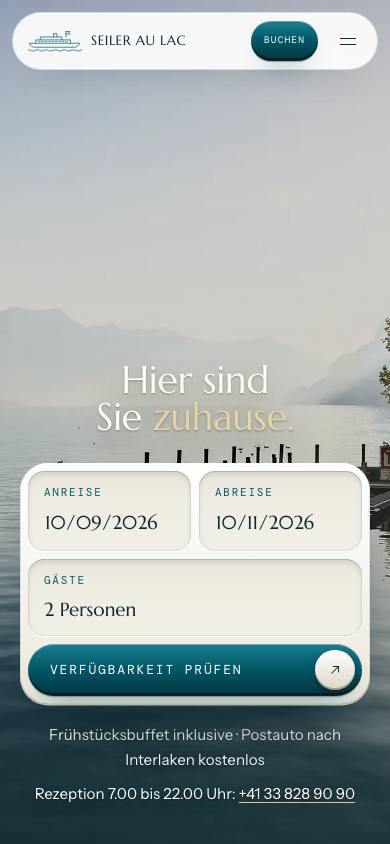 SEILER AU LAC
BUCHEN
Hier sind
Sie zuhause.
ANREISE
10/09/2026
ABREISE
10/11/2026
GÄSTE
2 Personen
VERFÜGBARKEIT PRÜFEN
Frühstücksbuffet inklusive · Postauto nach
Interlaken kostenlos
Rezeption 7.00 bis 22.00 Uhr: +41 33 828 90 90